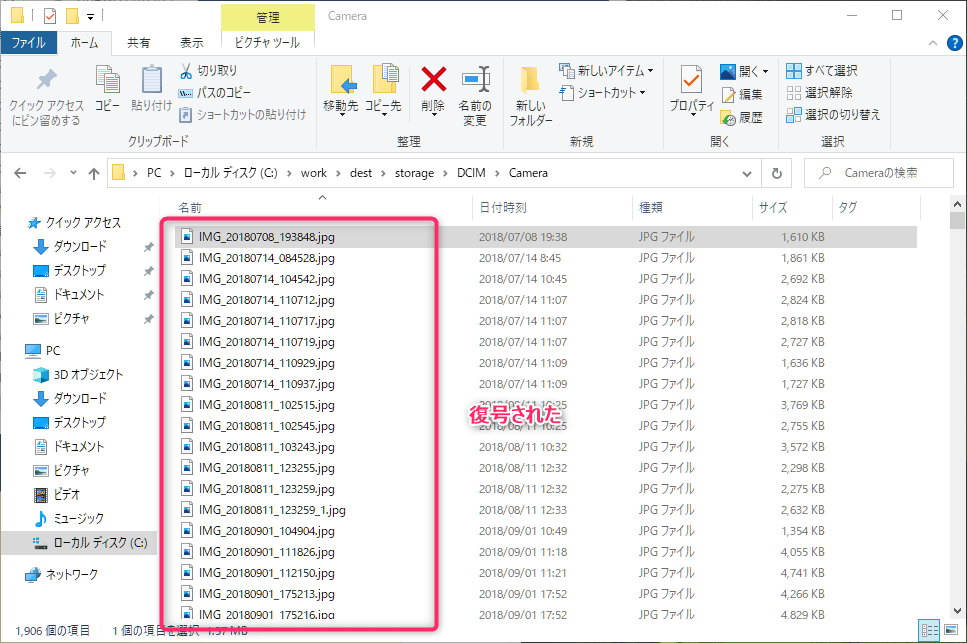 管理
Camera
ファイル
ホーム
共有
表示
ピクチャ ツール
クイック アクセス
にピン留めする
コピー
貼り付け
切り取り
パスのコピー
ショートカットの貼り付け
クリップボード
移動先
コピー先
削除
名前の
変更
整理
新しい
フォルダー
新しいアイテム
ショートカット
新規
プロパティ
開く
編集
履歴
開く
すべて選択
選択解除
選択の切り替え
選択
PC > ローカル ディスク (C:) > work > dest > storage > DCIM > Camera
Cameraの検索
クイック アクセス
ダウンロード
デスクトップ
ドキュメント
ピクチャ
PC
3D オブジェクト
ダウンロード
デスクトップ
ドキュメント
ピクチャ
ビデオ
ミュージック
ローカル ディスク (C:)
ネットワーク
名前 日付時刻 種類 サイズ タグ
IMG_20180708_193848.jpg 2018/07/08 19:38 JPG ファイル 1,610 KB
IMG_20180714_084528.jpg 2018/07/14 8:45 JPG ファイル 1,861 KB
IMG_20180714_104542.jpg 2018/07/14 10:45 JPG ファイル 2,692 KB
IMG_20180714_110712.jpg 2018/07/14 11:07 JPG ファイル 2,824 KB
IMG_20180714_110717.jpg 2018/07/14 11:07 JPG ファイル 2,818 KB
IMG_20180714_110719.jpg 2018/07/14 11:07 JPG ファイル 2,727 KB
IMG_20180714_110929.jpg 2018/07/14 11:09 JPG ファイル 1,636 KB
IMG_20180714_110937.jpg 2018/07/14 11:09 JPG ファイル 1,727 KB
IMG_20180811_102515.jpg 2018/08/11 10:25 JPG ファイル 3,769 KB
復号された
IMG_20180811_102545.jpg 2018/08/11 10:25 JPG ファイル 2,755 KB
IMG_20180811_103243.jpg 2018/08/11 10:32 JPG ファイル 3,572 KB
IMG_20180811_123255.jpg 2018/08/11 12:32 JPG ファイル 2,298 KB
IMG_20180811_123259.jpg 2018/08/11 12:32 JPG ファイル 2,275 KB
IMG_20180811_123259_1.jpg 2018/08/11 12:33 JPG ファイル 2,632 KB
IMG_20180901_104904.jpg 2018/09/01 10:49 JPG ファイル 1,354 KB
IMG_20180901_111826.jpg 2018/09/01 11:18 JPG ファイル 4,055 KB
IMG_20180901_112150.jpg 2018/09/01 11:21 JPG ファイル 4,741 KB
IMG_20180901_175213.jpg 2018/09/01 17:52 JPG ファイル 4,266 KB
IMG_20180901_175216.jpg 2018/09/01 17:52 JPG ファイル 4,829 KB
1,906 個の項目 1 個の項目を選択 1.57 MB